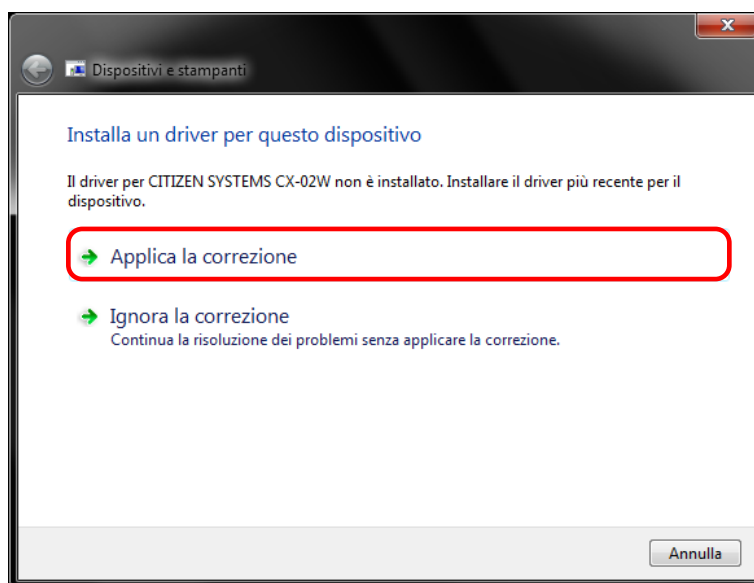 Dispositivi e stampanti
Installa un driver per questo dispositivo
Il driver per CITIZEN SYSTEMS CX-02W non è installato. Installare il driver più recente per il
dispositivo.
Applica la correzione
Ignora la correzione
Continua la risoluzione dei problemi senza applicare la correzione.
Annulla